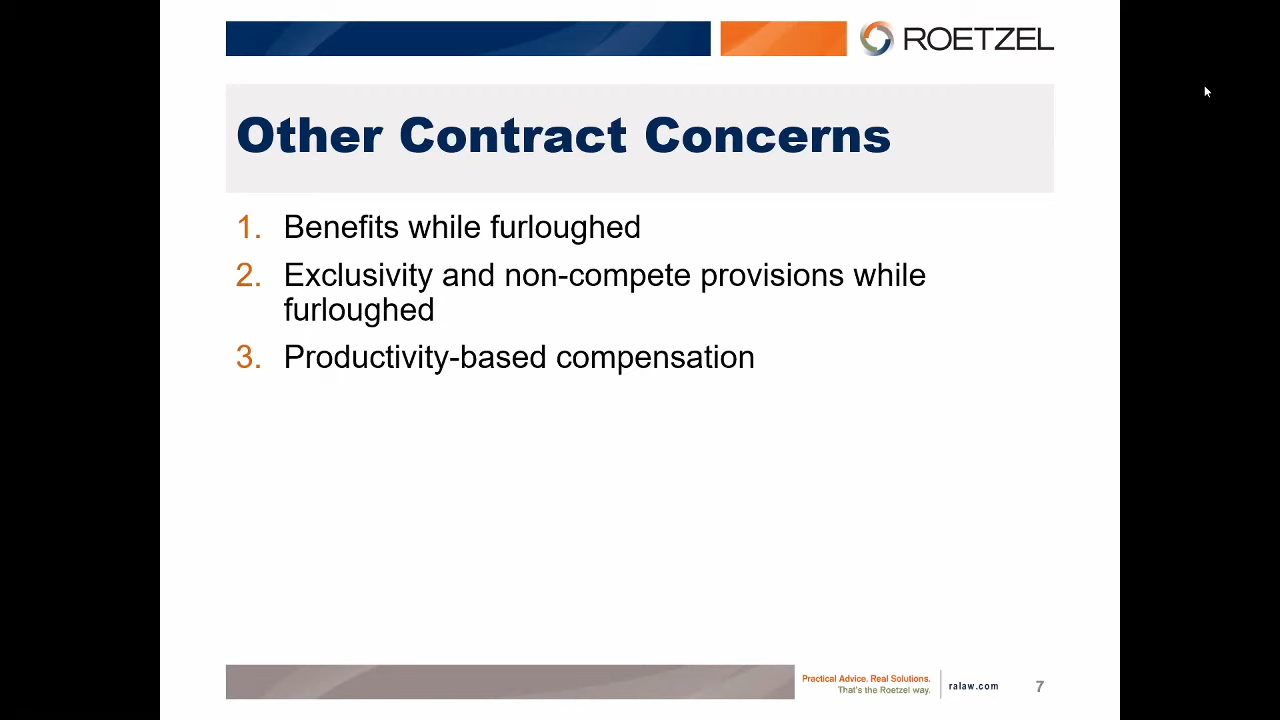 ROETZEL
Other Contract Concerns
1. Benefits while furloughed
2. Exclusivity and non-compete provisions while
furloughed
3. Productivity-based compensation
Practical Advice. Real Solutions.
That's the Roetzel way.
ralaw.com
7